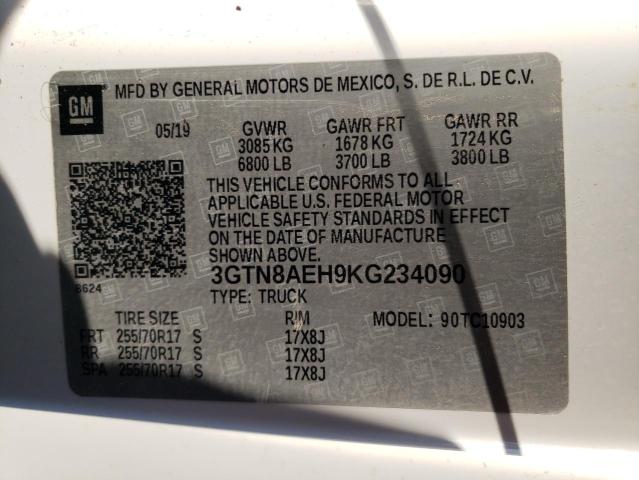 GM MFD BY GENERAL MOTORS DE MEXICO, S. DE R.L. DE C.V.
05/19 GVWR GAWR FRT GAWR RR
3085 KG 1678 KG 1724 KG
6800 LB 3700 LB 3800 LB
THIS VEHICLE CONFORMS TO ALL
APPLICABLE U.S. FEDERAL MOTOR
VEHICLE SAFETY STANDARDS IN EFFECT
ON THE DATE OF MANUFACTURE
SHOWN ABOVE.
8624
3GTN8AEH9KG234090
TYPE: TRUCK
TIRE SIZE RIM MODEL: 90TC10903
FRT 255/70R17 S 17X8J
RR 255/70R17 S 17X8J
SPA 255/70R17 S 17X8J